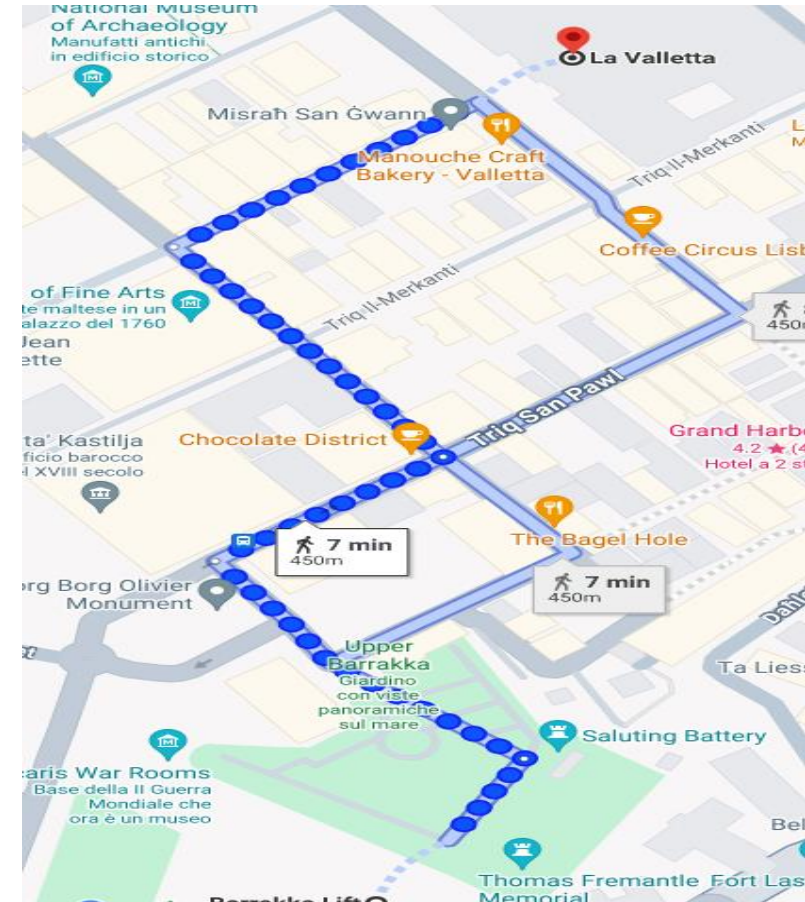 National Museum
of Archaeology
Manufatti antichi
in edificio storico
La Valletta
Misraħ San Ġwann
Manouche Craft
Bakery - Valletta
Triq Il-Merkanti
Coffee Circus Lisb
of Fine Arts
te maltese in un
alazzo del 1760
Jean
ette
Triq Il-Merkanti
450m
Triq San Pawl
ta' Kastilja
ficio barocco
l XVIII secolo
Chocolate District
Grand Harbo
4.2 ★ (4
Hotel a 2 st
7 min
450m
The Bagel Hole
7 min
450m
org Borg Olivier
Monument
Upper
Barrakka
Giardino
con viste
panoramiche
sul mare
Ta Liess
Saluting Battery
caris War Rooms
Base della II Guerra
Mondiale che
ora è un museo
Bel
Thomas Fremantle
Memorial
Fort Las
Barrakka Lift